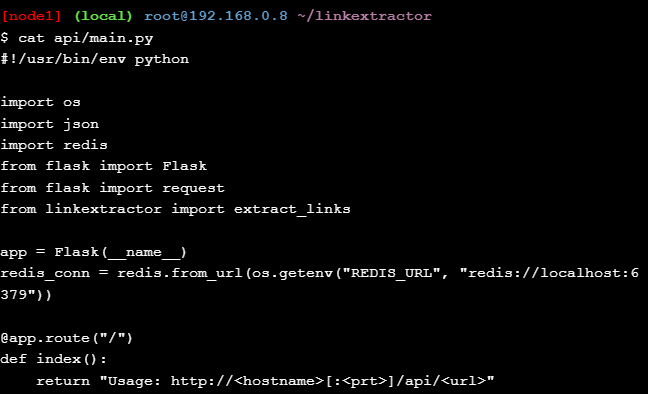 [node1] (local) root@192.168.0.8 ~/linkextractor
$ cat api/main.py
#!/usr/bin/env python

import os
import json
import redis
from flask import Flask
from flask import request
from linkextractor import extract_links

app = Flask(__name__)
redis_conn = redis.from_url(os.getenv("REDIS_URL", "redis://localhost:6
379"))

@app.route("/")
def index():
    return "Usage: http://<hostname>[:<prt>]/api/<url>"